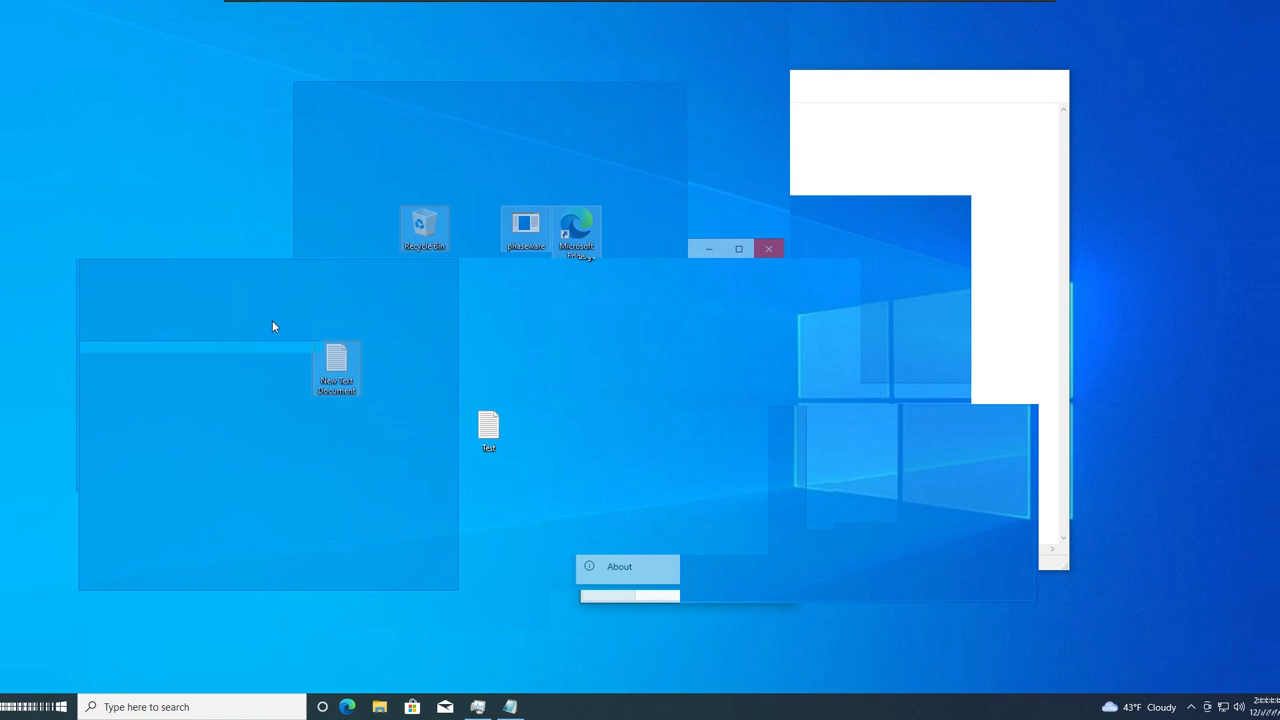 Recycle Bin
phaseware
Microsoft
New Text
Document
Test
About
Type here to search
43°F Cloudy